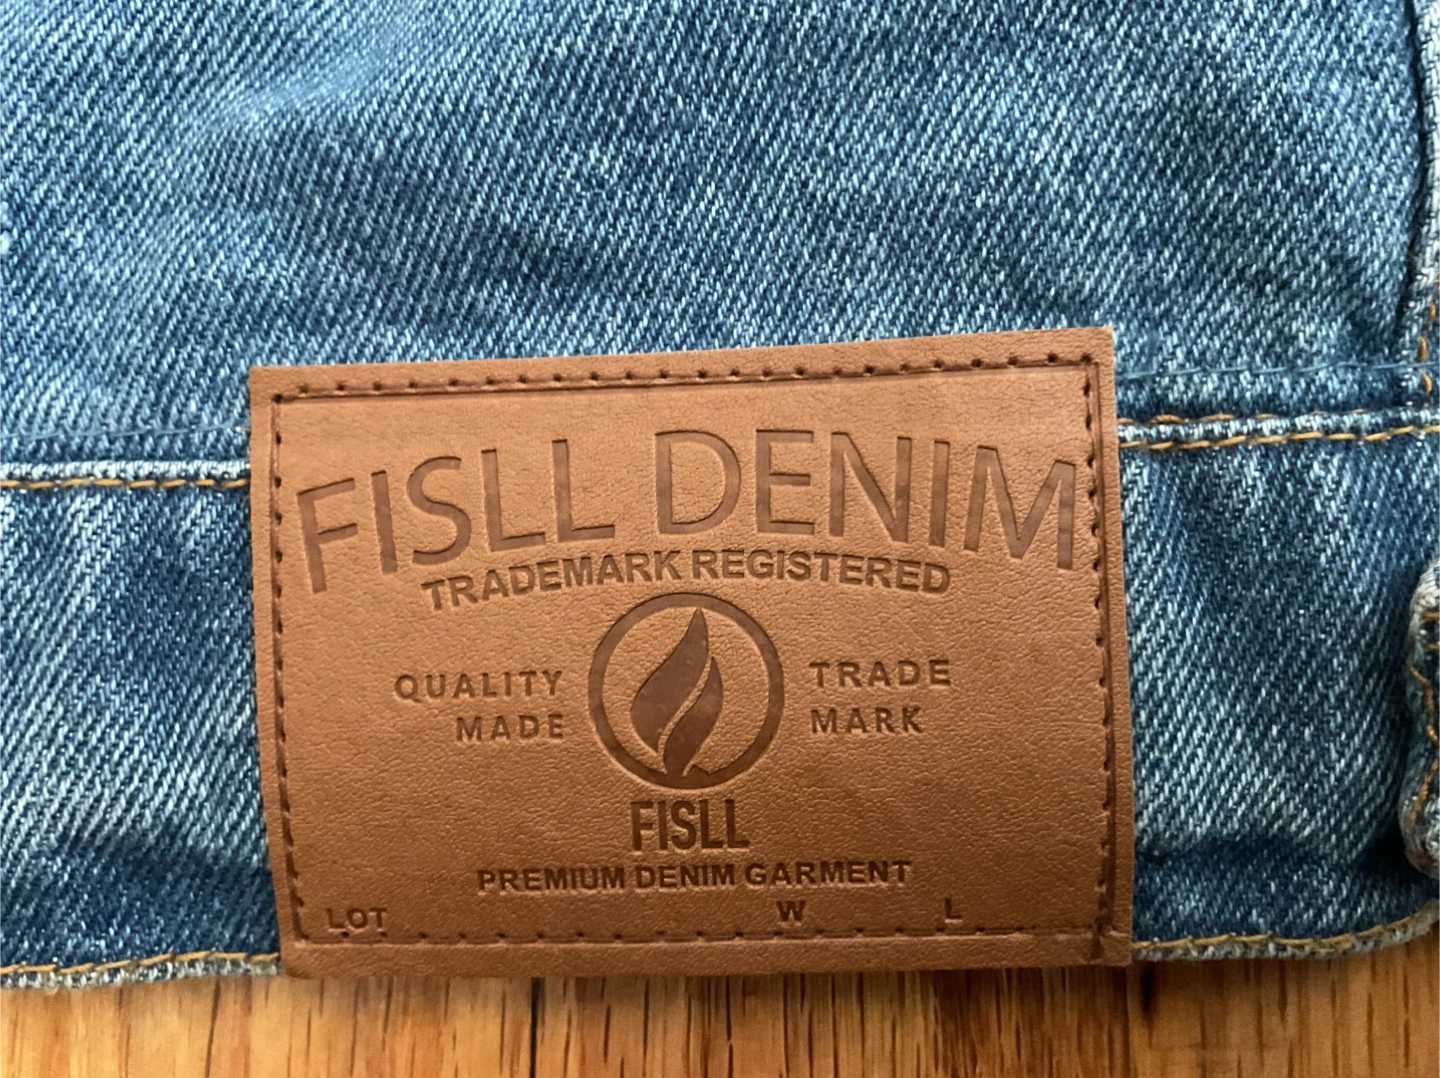 FISLL DENIM
TRADEMARK REGISTERED
QUALITY TRADE
MADE MARK
FISLL
PREMIUM DENIM GARMENT
LOT W L